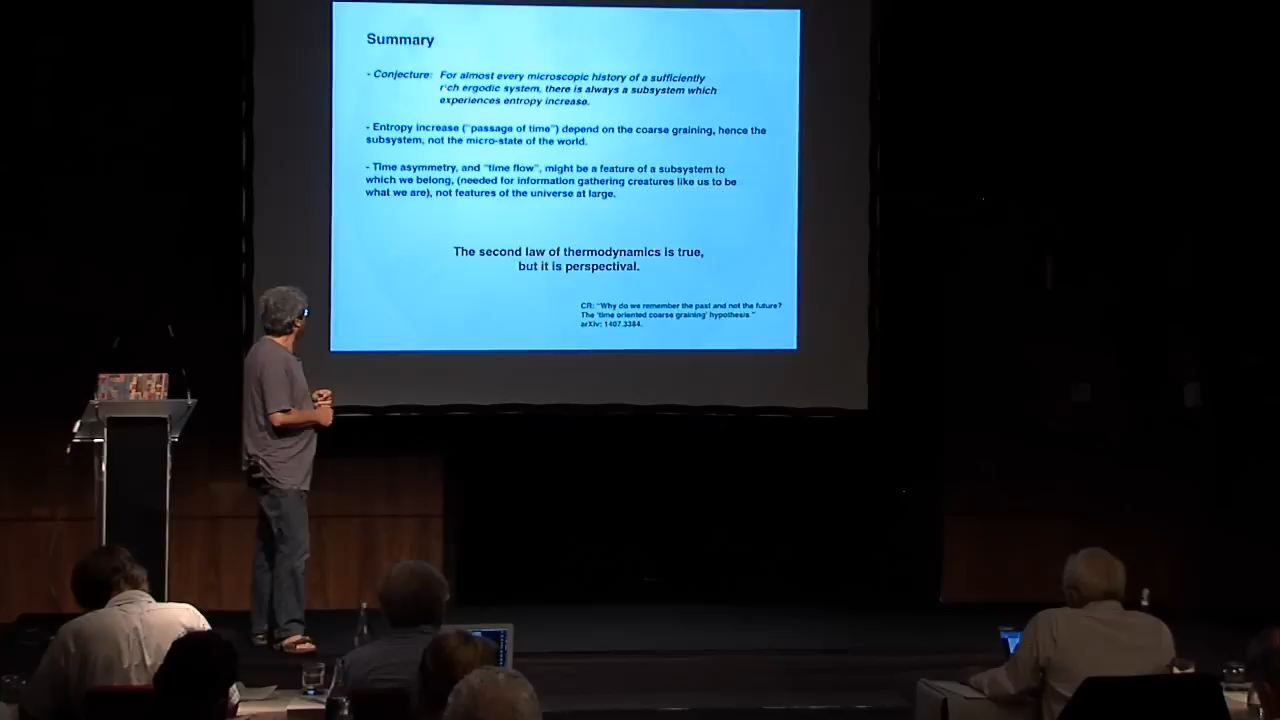 Summary
- Conjecture: For almost every microscopic history of a sufficiently
rich ergodic system, there is always a subsystem which
experiences entropy increase.
- Entropy increase ("passage of time") depend on the coarse graining, hence the
subsystem, not the micro-state of the world.
- Time asymmetry, and "time flow", might be a feature of a subsystem to
which we belong, (needed for information gathering creatures like us to be
what we are), not features of the universe at large.
The second law of thermodynamics is true,
but it is perspectival.
CR: "Why do we remember the past and not the future?
The 'time oriented coarse graining' hypothesis "
arXiv: 1407.3384.